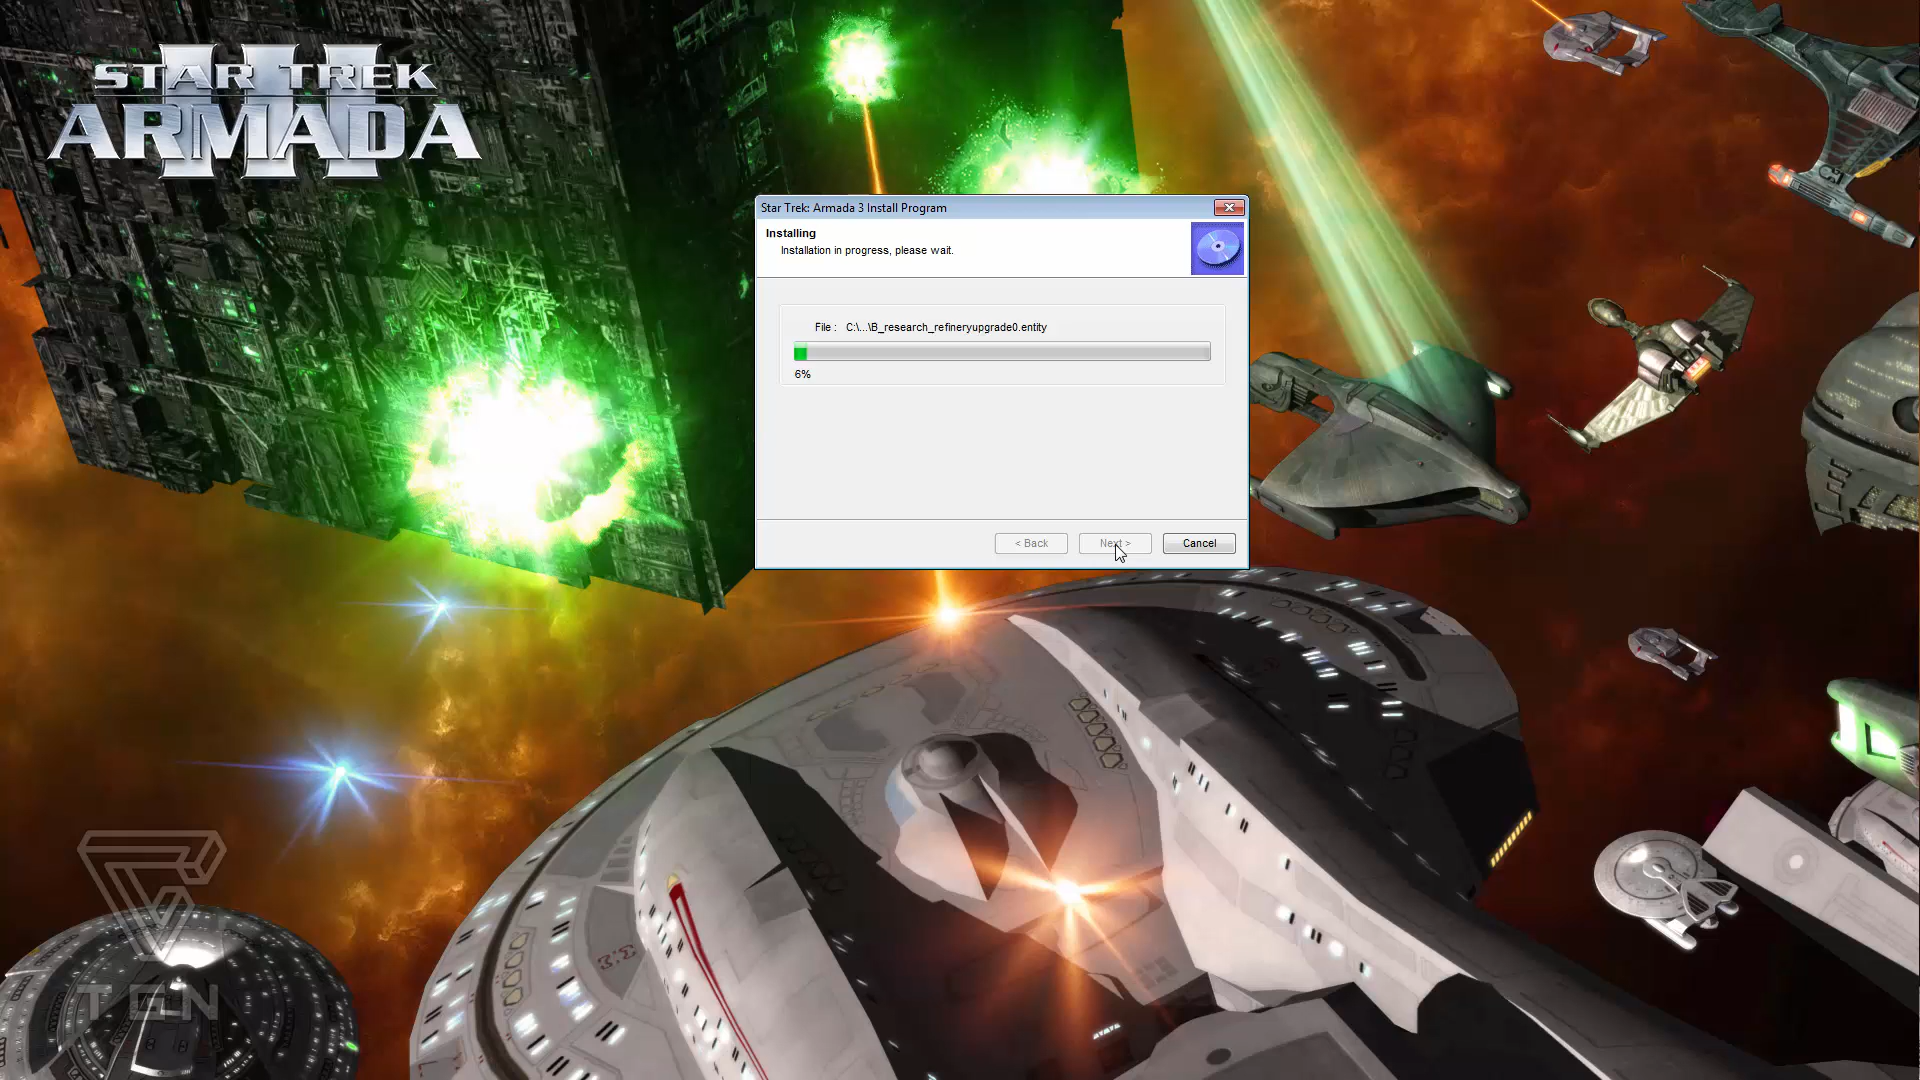 STAR TREK
III
ARMADA
Star Trek: Armada 3 Install Program
Installing
Installation in progress, please wait.
File : C:\...\B_research_refineryupgrade0.entity
6%
< Back
Next >
Cancel
TGN